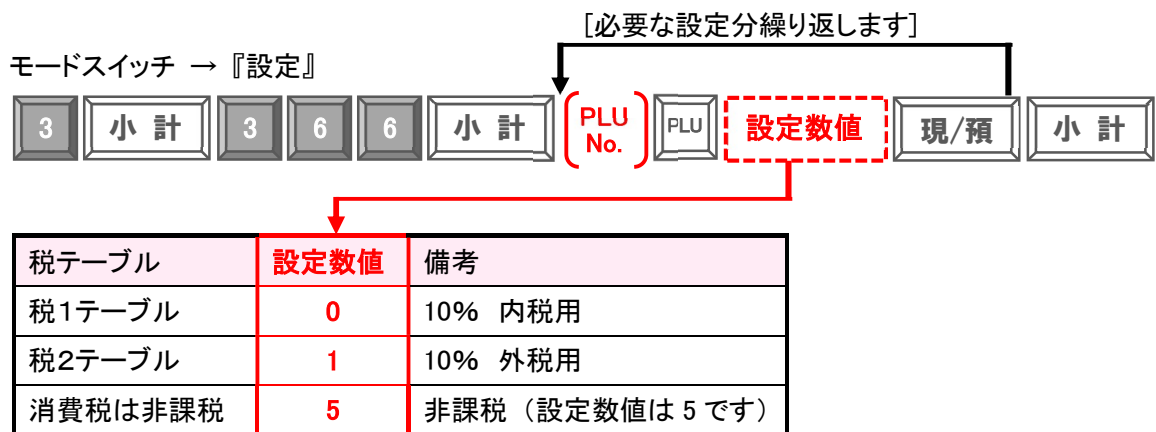 [必要な設定分繰り返します]
モードスイッチ → 『設定』
3 小計 3 6 6 小計 PLU No. PLU 設定数値 現/預 小計
税テーブル 設定数値 備考
税1テーブル 0 10% 内税用
税2テーブル 1 10% 外税用
消費税は非課税 5 非課税（設定数値は 5 です）